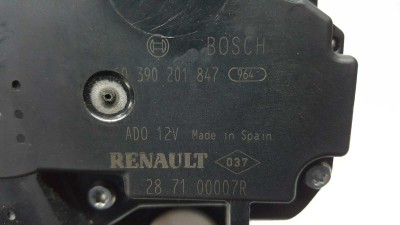 BOSCH
0 390 201 847 964
ADO 12V Made in Spain
RENAULT 037
28 71 00007R